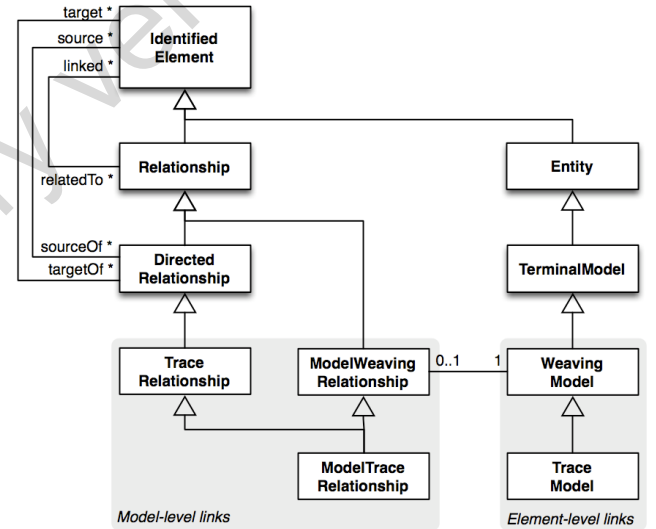 target *
source *
linked *
Identified
Element
Relationship
Entity
relatedTo *
sourceOf *
targetOf *
Directed
Relationship
TerminalModel
Trace
Relationship
ModelWeaving
Relationship
0..1
1
Weaving
Model
ModelTrace
Relationship
Trace
Model
Model-level links
Element-level links